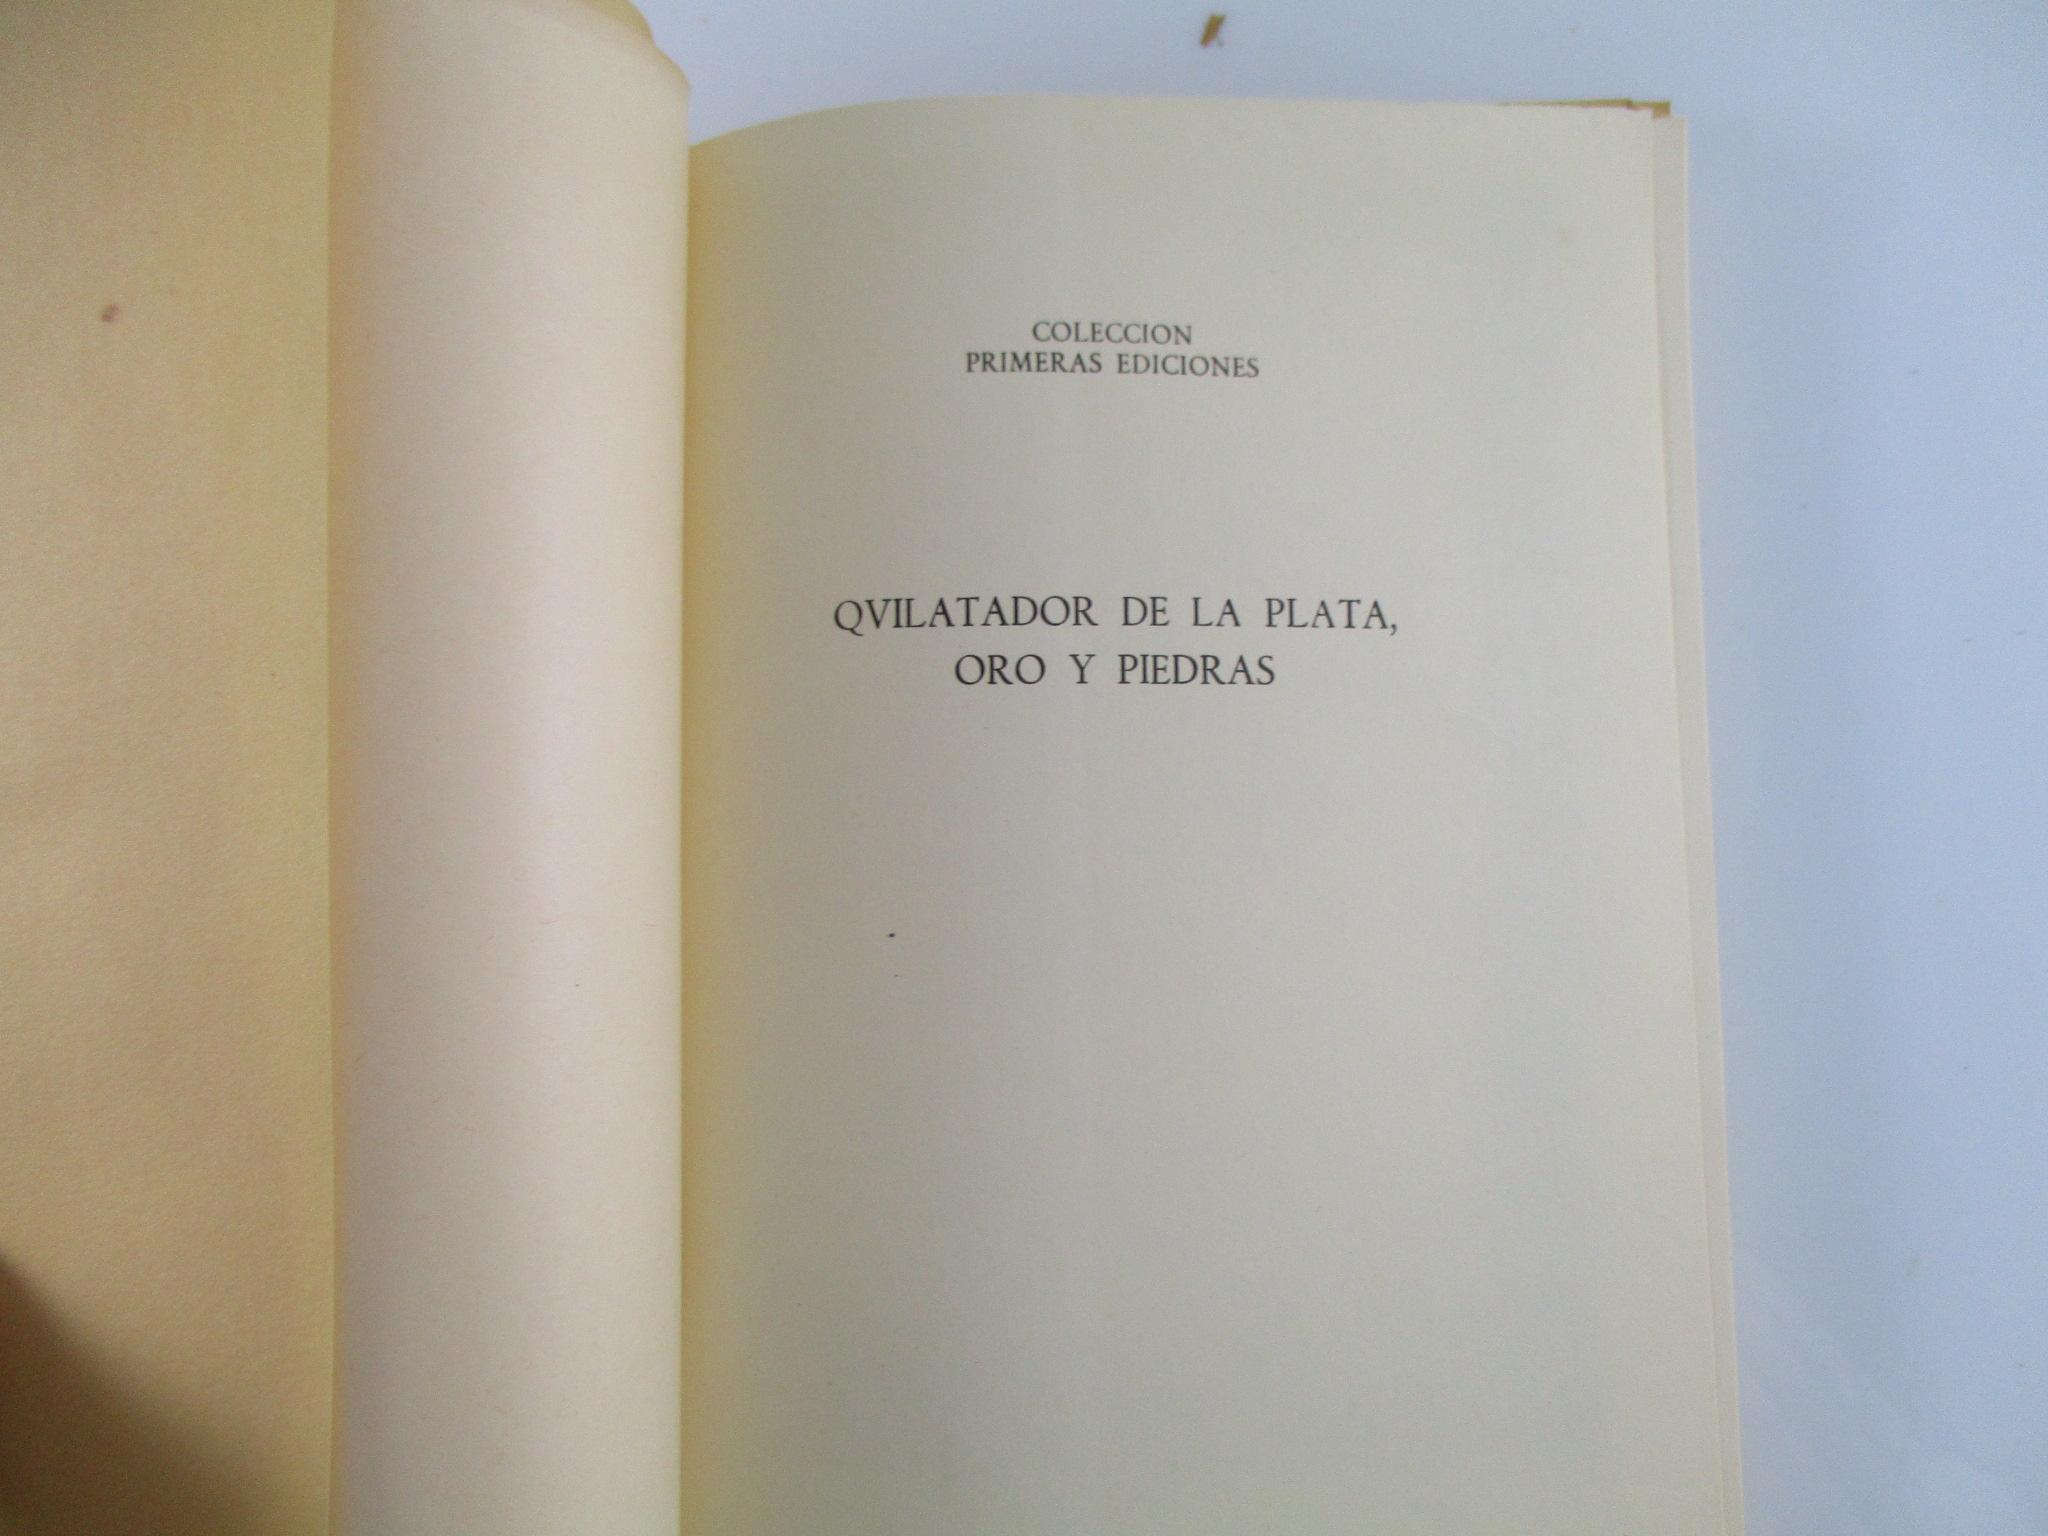 COLECCION
PRIMERAS EDICIONES
QVILATADOR DE LA PLATA,
ORO Y PIEDRAS